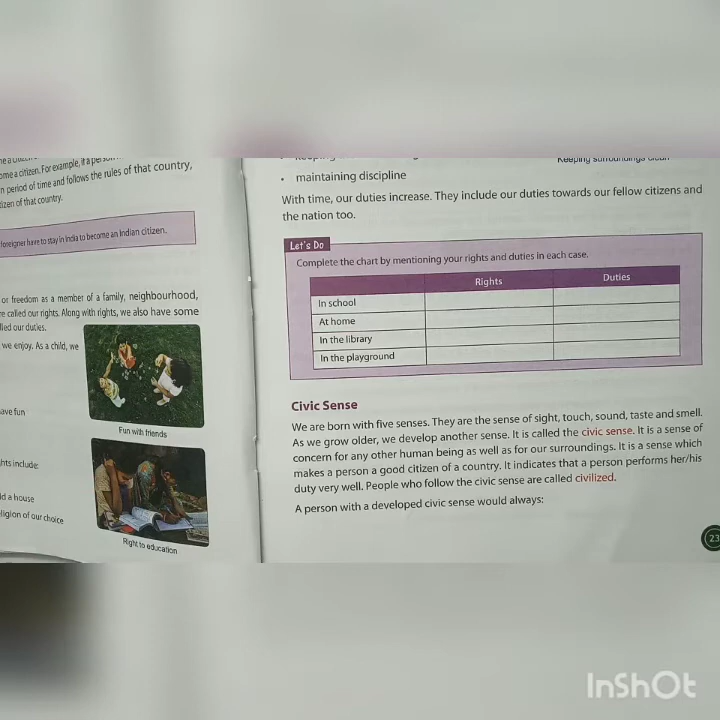 ome a citizen. For example, if a person
n period of time and follows the rules of that country,
izen of that country.
foreigner have to stay in India to become an Indian citizen.
or freedom as a member of a family, neighbourhood,
e called our rights. Along with rights, we also have some
lled our duties.
we enjoy. As a child, we
ave fun
Fun with friends
hts include:
ld a house
ligion of our choice
Right to education
Keeping surroundings clean
• maintaining discipline
With time, our duties increase. They include our duties towards our fellow citizens and
the nation too.
Let's Do
Complete the chart by mentioning your rights and duties in each case.
Rights Duties
In school
At home
In the library
In the playground
Civic Sense
We are born with five senses. They are the sense of sight, touch, sound, taste and smell.
As we grow older, we develop another sense. It is called the civic sense. It is a sense of
concern for any other human being as well as for our surroundings. It is a sense which
makes a person a good citizen of a country. It indicates that a person performs her/his
duty very well. People who follow the civic sense are called civilized.
A person with a developed civic sense would always:
23
InShOt